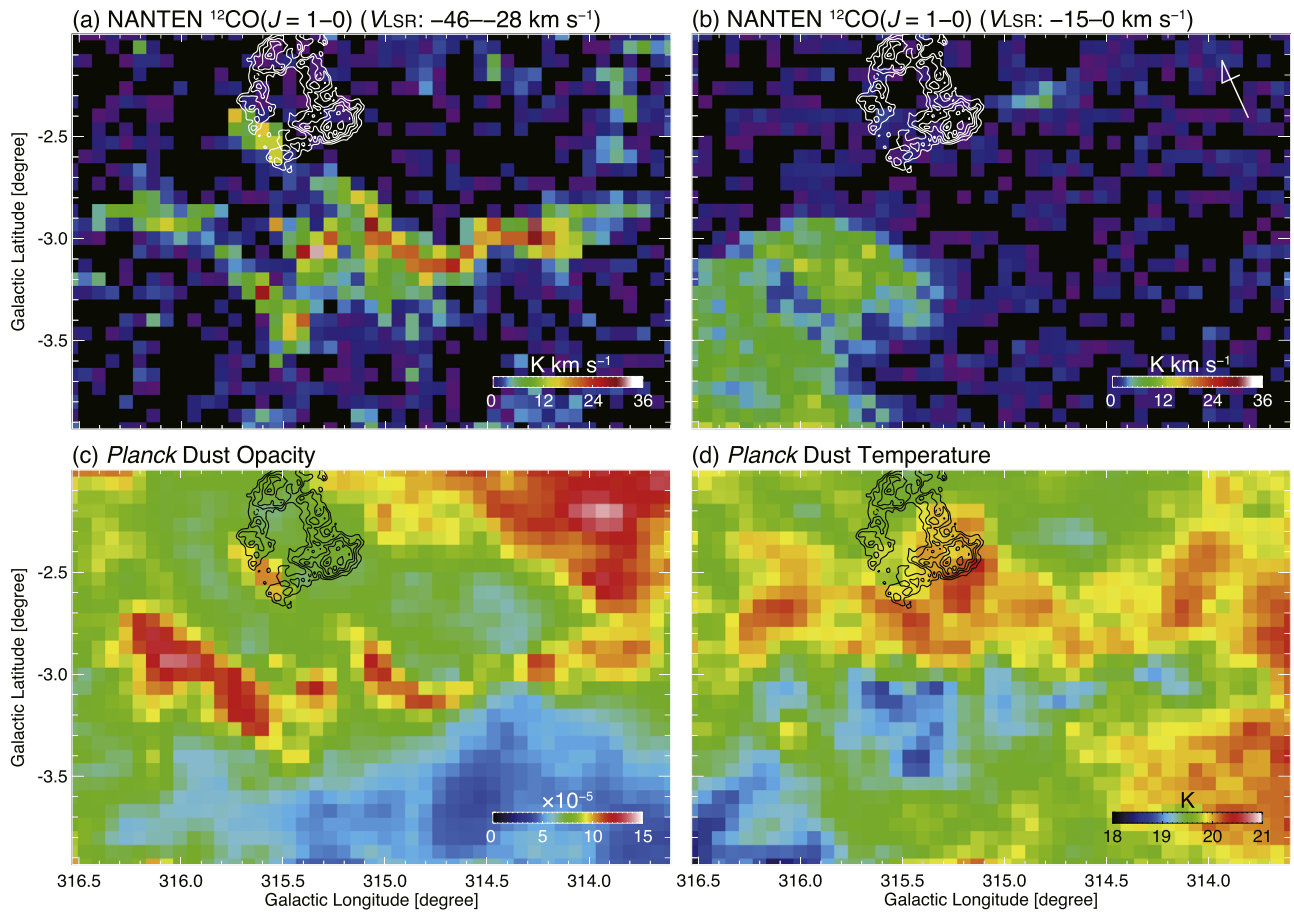 (a) NANTEN ¹²CO(J = 1–0) (VLSR: –46––28 km s⁻¹)
(b) NANTEN ¹²CO(J = 1–0) (VLSR: –15–0 km s⁻¹)
Galactic Latitude [degree]
-2.5
-3.0
-3.5
K km s⁻¹
0 12 24 36
K km s⁻¹
0 12 24 36
(c) Planck Dust Opacity
(d) Planck Dust Temperature
Galactic Latitude [degree]
-2.5
-3.0
-3.5
×10⁻⁵
0 5 10 15
K
18 19 20 21
316.5 316.0 315.5 315.0 314.5 314.0
316.5 316.0 315.5 315.0 314.5 314.0
Galactic Longitude [degree]
Galactic Longitude [degree]